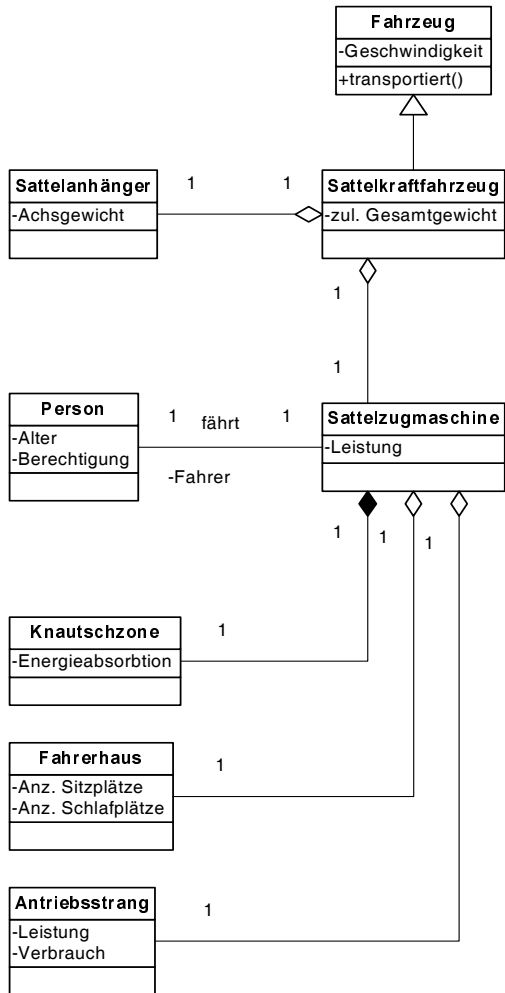 Fahrzeug
-Geschwindigkeit
+transportiert()
Sattelanhänger
-Achsgewicht
1
1
Sattelkraftfahrzeug
-zul. Gesamtgewicht
1
1
Person
-Alter
-Berechtigung
1
fährt
1
-Fahrer
Sattelzugmaschine
-Leistung
1
1
1
Knautschzone
-Energieabsorbtion
1
Fahrerhaus
-Anz. Sitzplätze
-Anz. Schlafplätze
1
Antriebsstrang
-Leistung
-Verbrauch
1